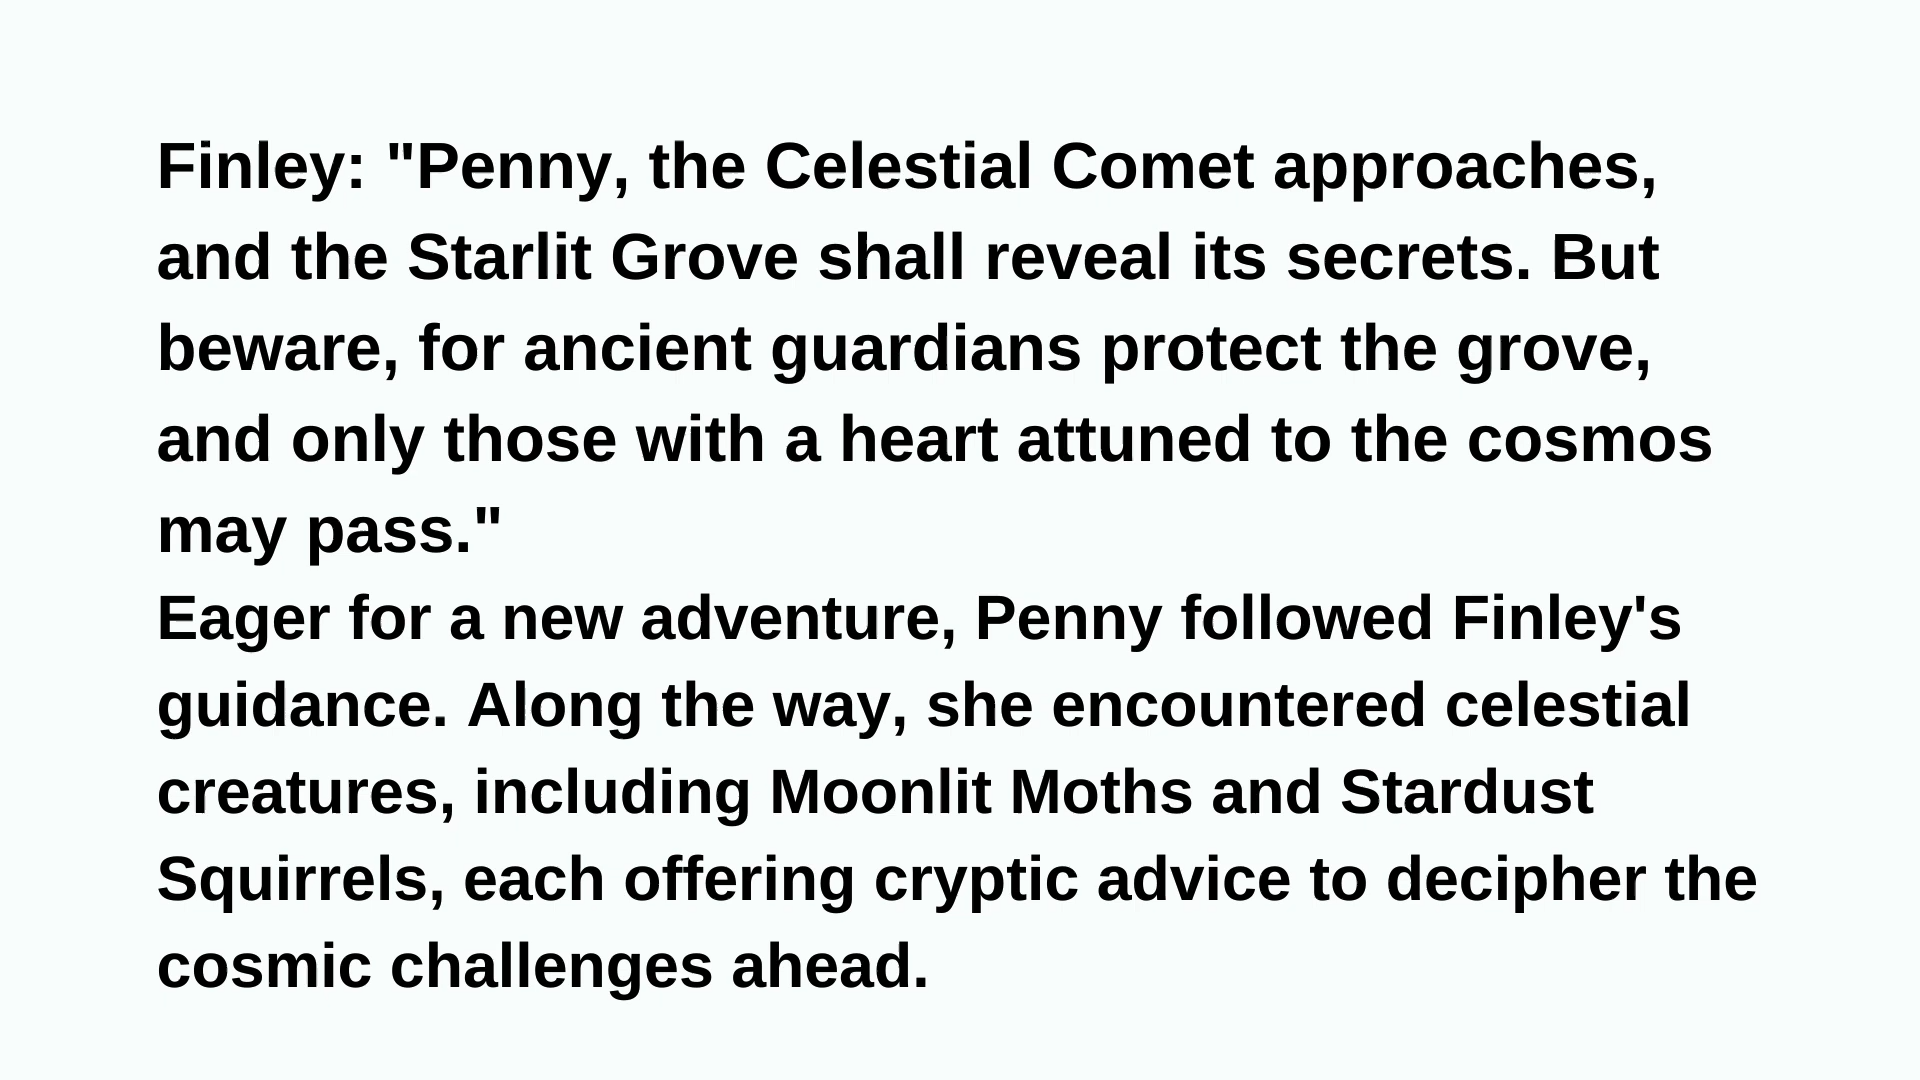 Finley: "Penny, the Celestial Comet approaches,
and the Starlit Grove shall reveal its secrets. But
beware, for ancient guardians protect the grove,
and only those with a heart attuned to the cosmos
may pass."
Eager for a new adventure, Penny followed Finley's
guidance. Along the way, she encountered celestial
creatures, including Moonlit Moths and Stardust
Squirrels, each offering cryptic advice to decipher the
cosmic challenges ahead.